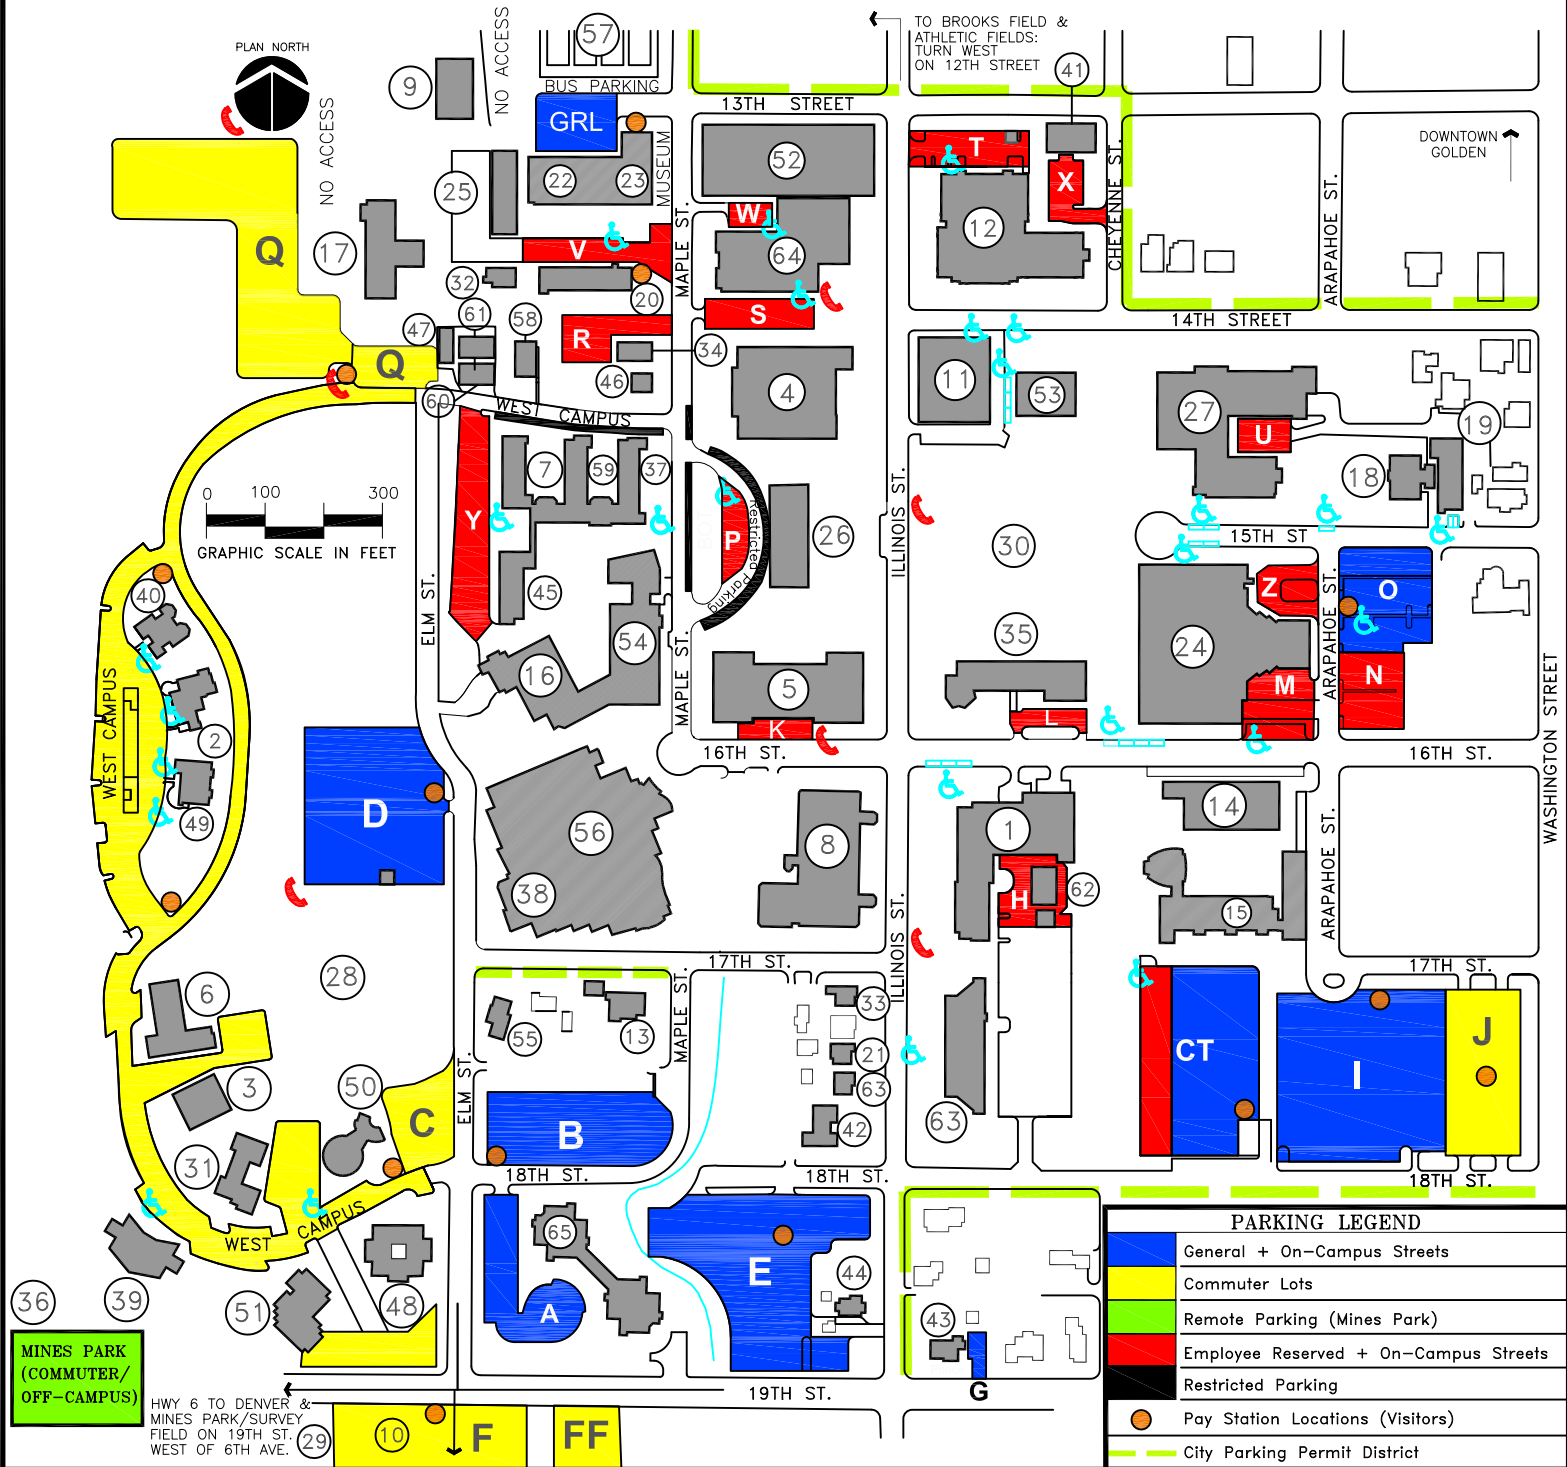 57
NO ACCESS
TO BROOKS FIELD &
ATHLETIC FIELDS:
TURN WEST
ON 12TH STREET
PLAN NORTH
41
9
BUS PARKING
13TH STREET
NO ACCESS
GRL
MUSEUM
DOWNTOWN
GOLDEN
52
T
CHEYENNE ST.
X
25
22
23
W
12
ARAPAHOE ST.
Q
17
V
MAPLE ST.
64
32
20
61
58
S
14TH STREET
47
R
34
Q
46
4
11
53
27
60
WEST CAMPUS
19
U
7
59
37
18
0
100
300
GRAPHIC SCALE IN FEET
Y
P
Restricted Parking
26
ILLINOIS ST.
30
15TH ST
40
ELM ST.
45
Z
ARAPAHOE ST.
O
54
35
24
16
MAPLE ST.
5
M
N
WASHINGTON STREET
WEST CAMPUS
2
K
L
16TH ST.
16TH ST.
49
D
56
8
1
14
ARAPAHOE ST.
38
H
62
15
ILLINOIS ST.
17TH ST.
17TH ST.
28
6
55
13
MAPLE ST.
33
21
63
CT
I
J
3
50
ELM ST.
C
B
42
63
31
18TH ST.
18TH ST.
18TH ST.
WEST CAMPUS
65
E
44
A
36
39
51
48
43
G
MINES PARK
(COMMUTER/
OFF-CAMPUS)
HWY 6 TO DENVER &
MINES PARK/SURVEY
FIELD ON 19TH ST.
WEST OF 6TH AVE.
29
10
F
FF
19TH ST.
PARKING LEGEND
General + On-Campus Streets
Commuter Lots
Remote Parking (Mines Park)
Employee Reserved + On-Campus Streets
Restricted Parking
Pay Station Locations (Visitors)
City Parking Permit District